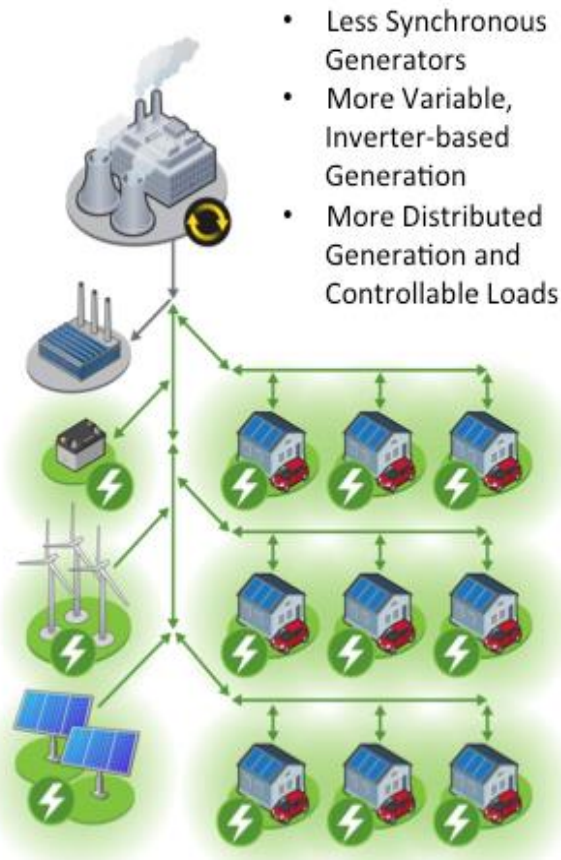 • Less Synchronous
Generators
• More Variable,
Inverter-based
Generation
• More Distributed
Generation and
Controllable Loads